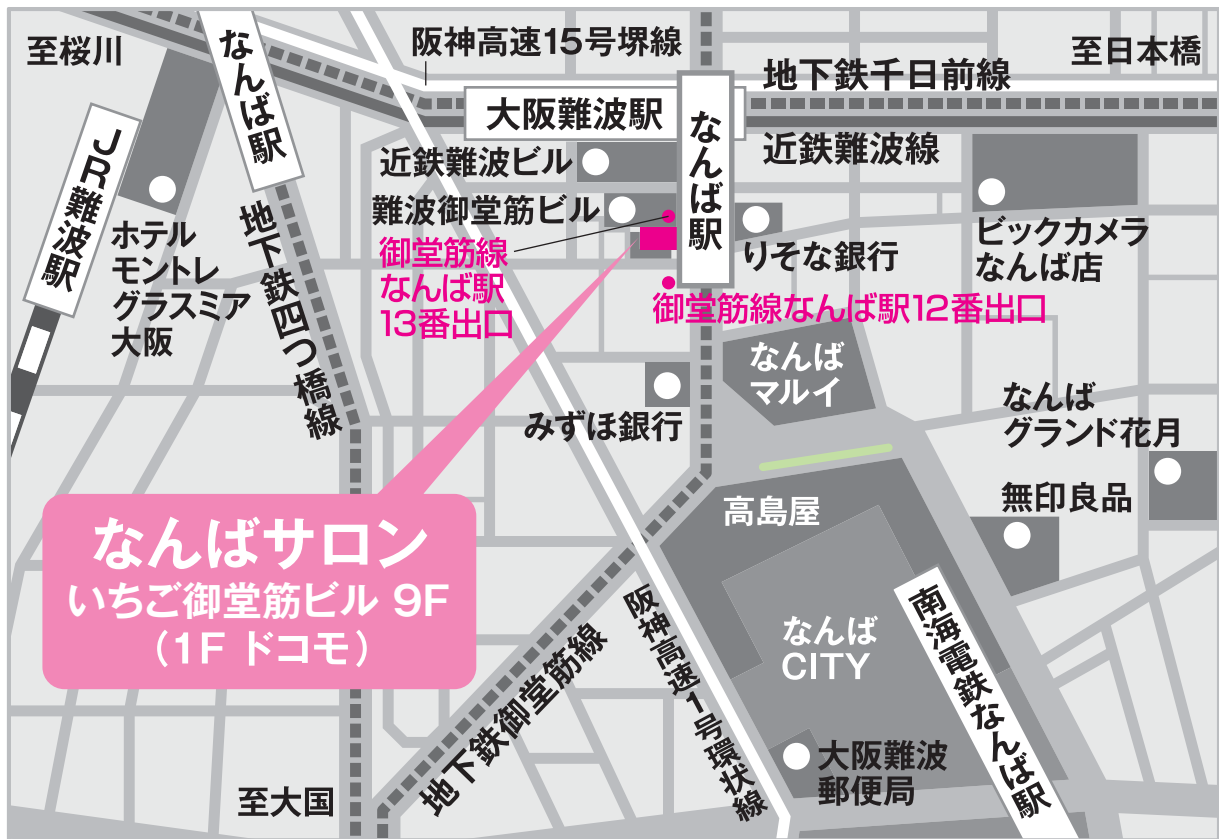 至桜川
なんば駅
阪神高速15号堺線
至日本橋
地下鉄千日前線
大阪難波駅
なんば駅
近鉄難波線
JR難波駅
近鉄難波ビル
難波御堂筋ビル
ホテル
モントレ
グラスミア
大阪
地下鉄四つ橋線
御堂筋線
なんば駅
13番出口
りそな銀行
ビックカメラ
なんば店
御堂筋線なんば駅12番出口
なんば
マルイ
みずほ銀行
なんば
グランド花月
無印良品
高島屋
なんばサロン
いちご御堂筋ビル 9F
（1F ドコモ）
なんば
CITY
南海電鉄なんば駅
阪神高速1号環状線
地下鉄御堂筋線
大阪難波
郵便局
至大国